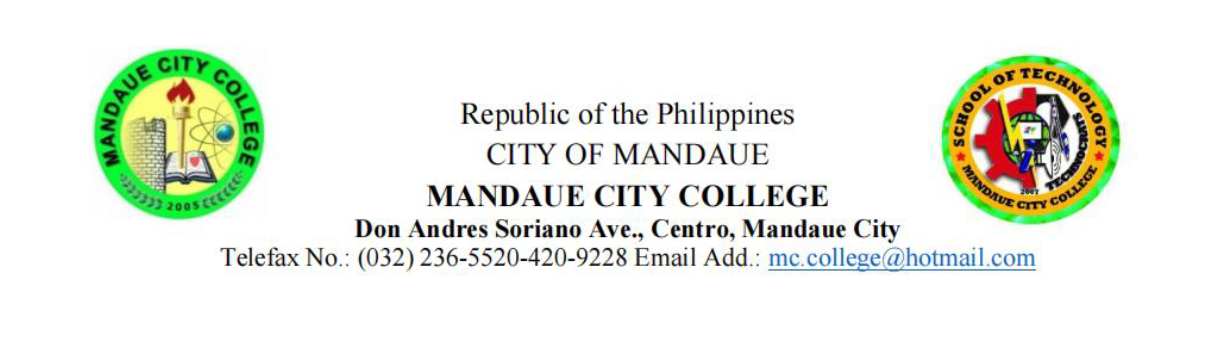 MANDAUE CITY COLLEGE
2005
Republic of the Philippines
CITY OF MANDAUE
MANDAUE CITY COLLEGE
Don Andres Soriano Ave., Centro, Mandaue City
Telefax No.: (032) 236-5520-420-9228 Email Add.: mc.college@hotmail.com
SCHOOL OF TECHNOLOGY
TECHNOCRATS
2007
MANDAUE CITY COLLEGE